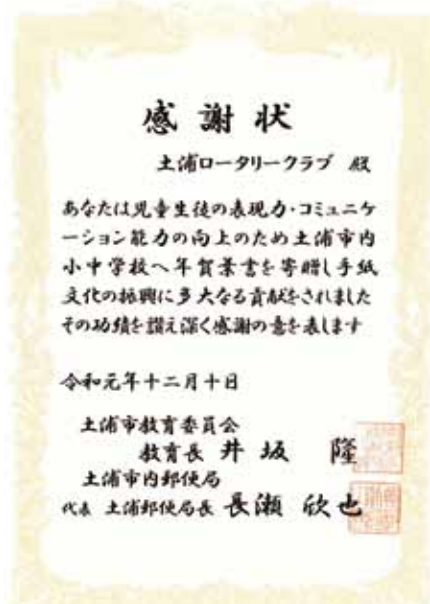 感謝状
土浦ロータリークラブ 殿
あなたは児童生徒の表現力・コミュニケ
ーション能力の向上のため土浦市内
小中学校へ年賀葉書を寄贈し手紙
文化の振興に多大なる貢献をされました
その功績を讃え深く感謝の意を表します
令和元年十二月十日
土浦市教育委員会
教育長 井坂 隆
土浦市内郵便局
代表 土浦郵便局長 長瀬 欣也